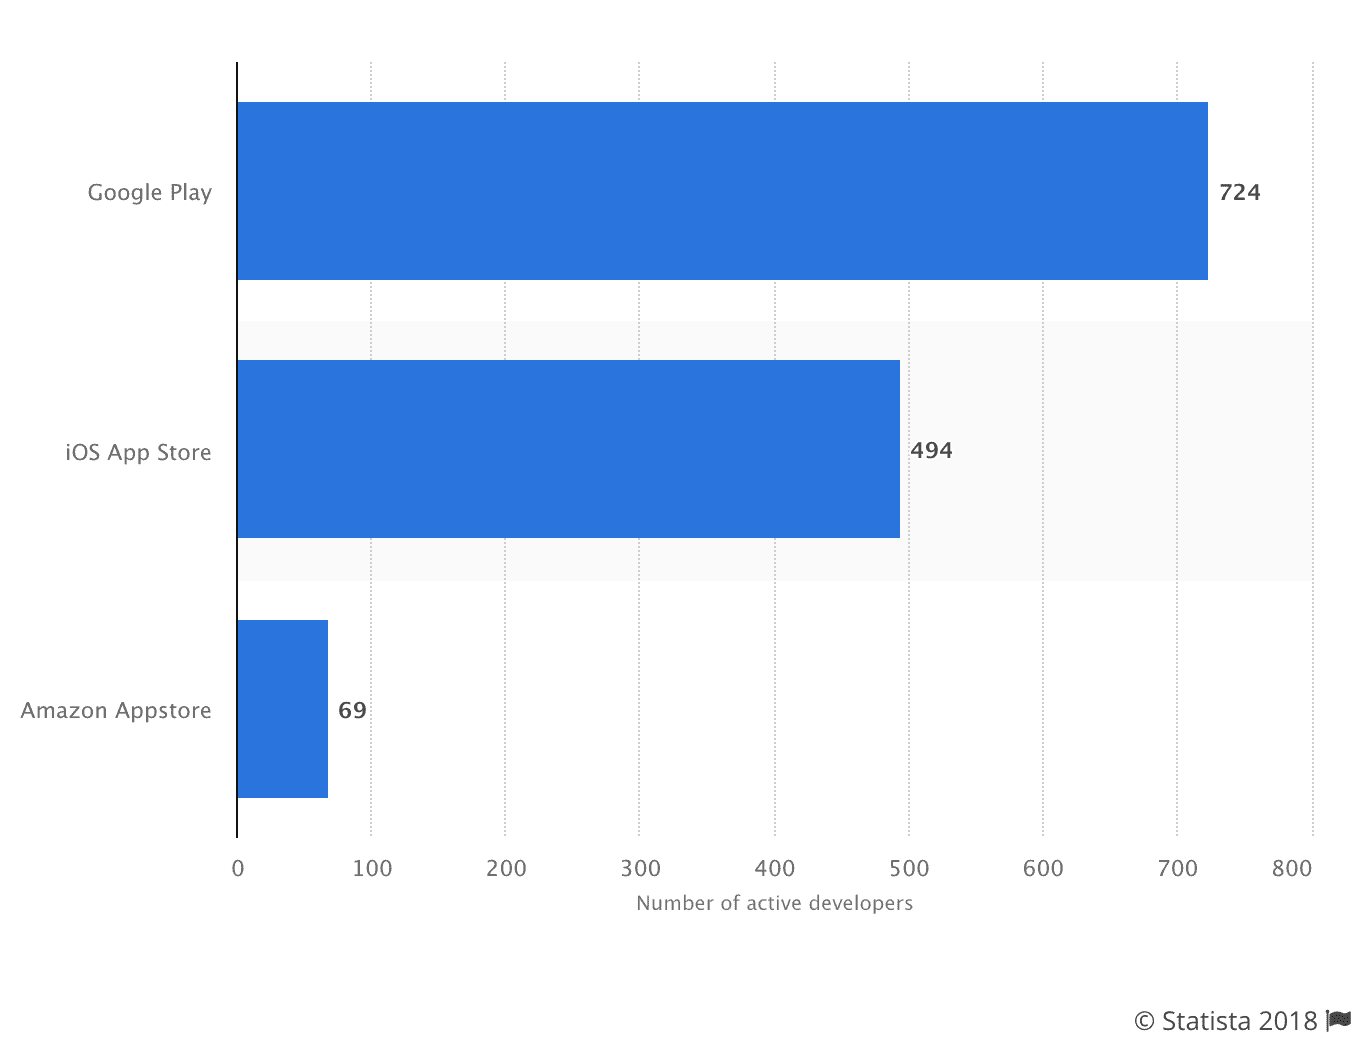 Google Play
724
iOS App Store
494
Amazon Appstore
69
0 100 200 300 400 500 600 700 800
Number of active developers
© Statista 2018